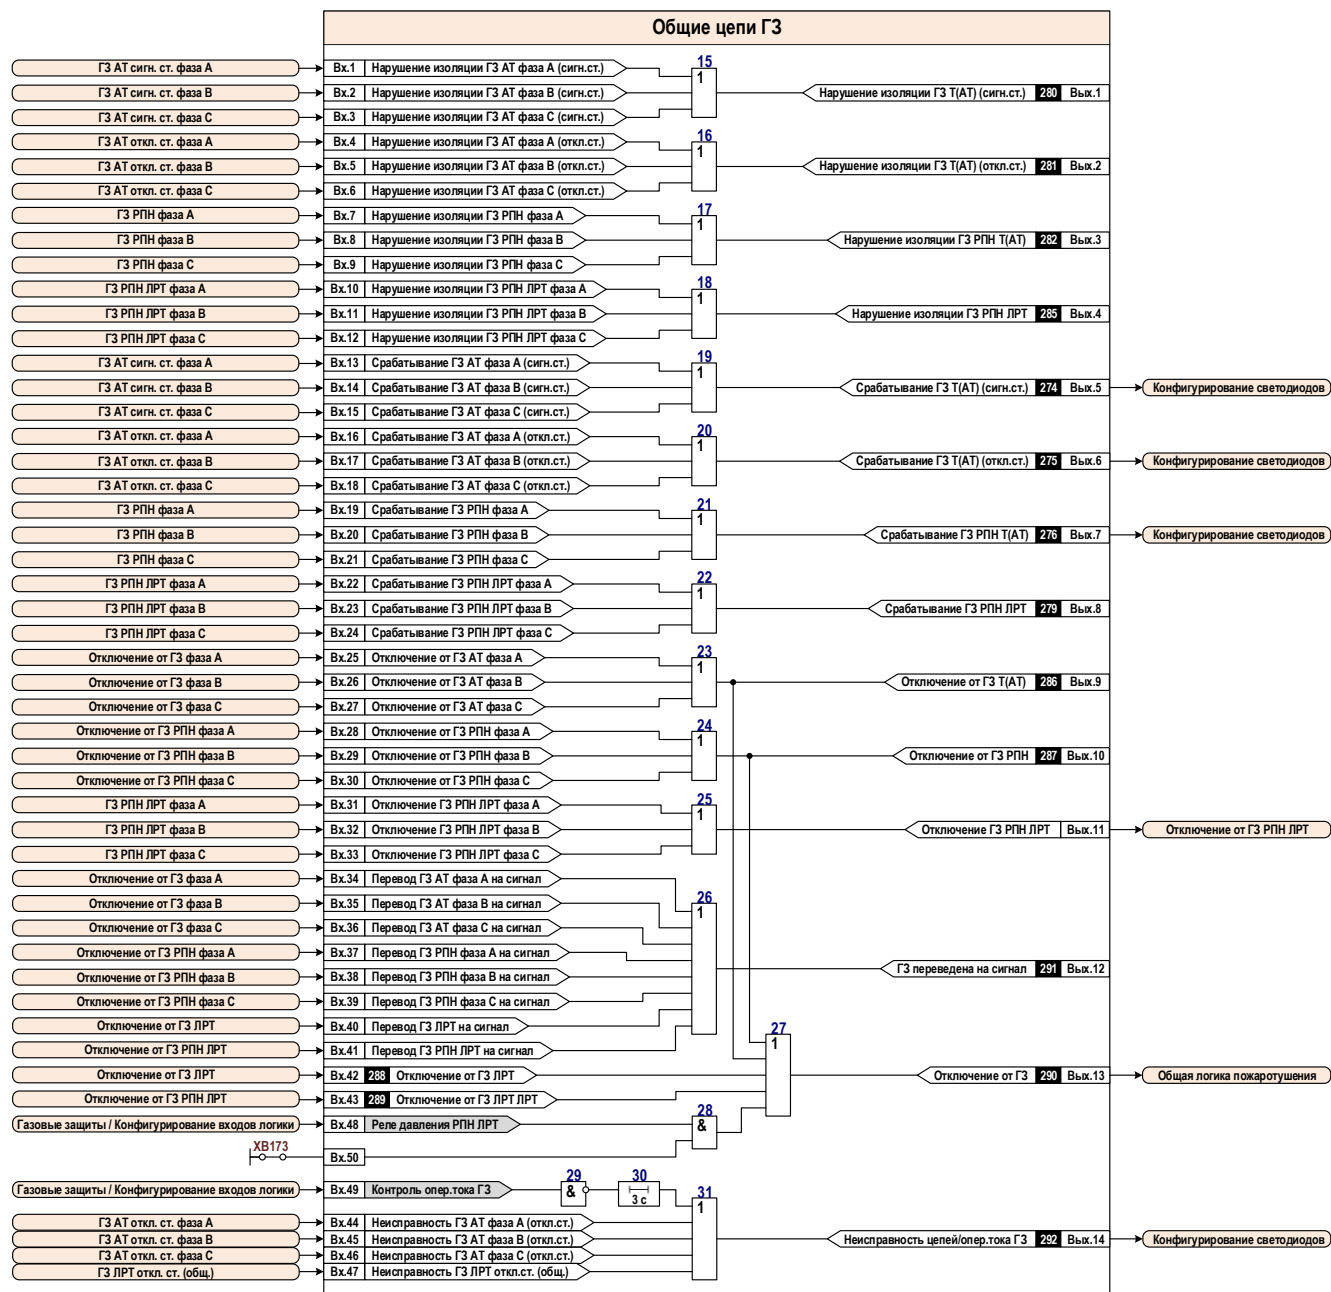 Общие цепи ГЗ
ГЗ АТ сигн. ст. фаза А Вх.1 Нарушение изоляции ГЗ АТ фаза А (сигн.ст.) 15 1
ГЗ АТ сигн. ст. фаза В Вх.2 Нарушение изоляции ГЗ АТ фаза В (сигн.ст.) Нарушение изоляции ГЗ Т(АТ) (сигн.ст.) 280 Вых.1
ГЗ АТ сигн. ст. фаза С Вх.3 Нарушение изоляции ГЗ АТ фаза С (сигн.ст.)
ГЗ АТ откл. ст. фаза А Вх.4 Нарушение изоляции ГЗ АТ фаза А (откл.ст.) 16 1
ГЗ АТ откл. ст. фаза В Вх.5 Нарушение изоляции ГЗ АТ фаза В (откл.ст.) Нарушение изоляции ГЗ Т(АТ) (откл.ст.) 281 Вых.2
ГЗ АТ откл. ст. фаза С Вх.6 Нарушение изоляции ГЗ АТ фаза С (откл.ст.)
ГЗ РПН фаза А Вх.7 Нарушение изоляции ГЗ РПН фаза А 17 1
ГЗ РПН фаза В Вх.8 Нарушение изоляции ГЗ РПН фаза В Нарушение изоляции ГЗ РПН Т(АТ) 282 Вых.3
ГЗ РПН фаза С Вх.9 Нарушение изоляции ГЗ РПН фаза С
ГЗ РПН ЛРТ фаза А Вх.10 Нарушение изоляции ГЗ РПН ЛРТ фаза А 18 1
ГЗ РПН ЛРТ фаза В Вх.11 Нарушение изоляции ГЗ РПН ЛРТ фаза В Нарушение изоляции ГЗ РПН ЛРТ 285 Вых.4
ГЗ РПН ЛРТ фаза С Вх.12 Нарушение изоляции ГЗ РПН ЛРТ фаза С
ГЗ АТ сигн. ст. фаза А Вх.13 Срабатывание ГЗ АТ фаза А (сигн.ст.) 19 1
ГЗ АТ сигн. ст. фаза В Вх.14 Срабатывание ГЗ АТ фаза В (сигн.ст.) Срабатывание ГЗ Т(АТ) (сигн.ст.) 274 Вых.5 Конфигурирование светодиодов
ГЗ АТ сигн. ст. фаза С Вх.15 Срабатывание ГЗ АТ фаза С (сигн.ст.)
ГЗ АТ откл. ст. фаза А Вх.16 Срабатывание ГЗ АТ фаза А (откл.ст.) 20 1
ГЗ АТ откл. ст. фаза В Вх.17 Срабатывание ГЗ АТ фаза В (откл.ст.) Срабатывание ГЗ Т(АТ) (откл.ст.) 275 Вых.6 Конфигурирование светодиодов
ГЗ АТ откл. ст. фаза С Вх.18 Срабатывание ГЗ АТ фаза С (откл.ст.)
ГЗ РПН фаза А Вх.19 Срабатывание ГЗ РПН фаза А 21 1
ГЗ РПН фаза В Вх.20 Срабатывание ГЗ РПН фаза В Срабатывание ГЗ РПН Т(АТ) 276 Вых.7 Конфигурирование светодиодов
ГЗ РПН фаза С Вх.21 Срабатывание ГЗ РПН фаза С
ГЗ РПН ЛРТ фаза А Вх.22 Срабатывание ГЗ РПН ЛРТ фаза А 22 1
ГЗ РПН ЛРТ фаза В Вх.23 Срабатывание ГЗ РПН ЛРТ фаза В Срабатывание ГЗ РПН ЛРТ 279 Вых.8
ГЗ РПН ЛРТ фаза С Вх.24 Срабатывание ГЗ РПН ЛРТ фаза С
Отключение от ГЗ фаза А Вх.25 Отключение от ГЗ АТ фаза А 23 1
Отключение от ГЗ фаза В Вх.26 Отключение от ГЗ АТ фаза В Отключение от ГЗ Т(АТ) 286 Вых.9
Отключение от ГЗ фаза С Вх.27 Отключение от ГЗ АТ фаза С
Отключение от ГЗ РПН фаза А Вх.28 Отключение от ГЗ РПН фаза А 24 1
Отключение от ГЗ РПН фаза В Вх.29 Отключение от ГЗ РПН фаза В Отключение от ГЗ РПН 287 Вых.10
Отключение от ГЗ РПН фаза С Вх.30 Отключение от ГЗ РПН фаза С
ГЗ РПН ЛРТ фаза А Вх.31 Отключение ГЗ РПН ЛРТ фаза А 25 1
ГЗ РПН ЛРТ фаза В Вх.32 Отключение ГЗ РПН ЛРТ фаза В Отключение ГЗ РПН ЛРТ Вых.11 Отключение от ГЗ РПН ЛРТ
ГЗ РПН ЛРТ фаза С Вх.33 Отключение ГЗ РПН ЛРТ фаза С
Отключение от ГЗ фаза А Вх.34 Перевод ГЗ АТ фаза А на сигнал
Отключение от ГЗ фаза В Вх.35 Перевод ГЗ АТ фаза В на сигнал 26 1
Отключение от ГЗ фаза С Вх.36 Перевод ГЗ АТ фаза С на сигнал
Отключение от ГЗ РПН фаза А Вх.37 Перевод ГЗ РПН фаза А на сигнал
ГЗ переведена на сигнал 291 Вых.12
Отключение от ГЗ РПН фаза В Вх.38 Перевод ГЗ РПН фаза В на сигнал
Отключение от ГЗ РПН фаза С Вх.39 Перевод ГЗ РПН фаза С на сигнал
Отключение от ГЗ ЛРТ Вх.40 Перевод ГЗ ЛРТ на сигнал 27 1
Отключение от ГЗ РПН ЛРТ Вх.41 Перевод ГЗ РПН ЛРТ на сигнал
Отключение от ГЗ ЛРТ Вх.42 288 Отключение от ГЗ ЛРТ Отключение от ГЗ 290 Вых.13 Общая логика пожаротушения
Отключение от ГЗ РПН ЛРТ Вх.43 289 Отключение от ГЗ ЛРТ ЛРТ
Газовые защиты / Конфигурирование входов логики Вх.48 Реле давления РПН ЛРТ 28 &
ХВ173 Вх.50
Газовые защиты / Конфигурирование входов логики Вх.49 Контроль опер.тока ГЗ 29 & 30 3 с 31 1
ГЗ АТ откл. ст. фаза А Вх.44 Неисправность ГЗ АТ фаза А (откл.ст.)
ГЗ АТ откл. ст. фаза В Вх.45 Неисправность ГЗ АТ фаза В (откл.ст.) Неисправность цепей/опер.тока ГЗ 292 Вых.14 Конфигурирование светодиодов
ГЗ АТ откл. ст. фаза С Вх.46 Неисправность ГЗ АТ фаза С (откл.ст.)
ГЗ ЛРТ откл. ст. (общ.) Вх.47 Неисправность ГЗ ЛРТ откл.ст. (общ.)